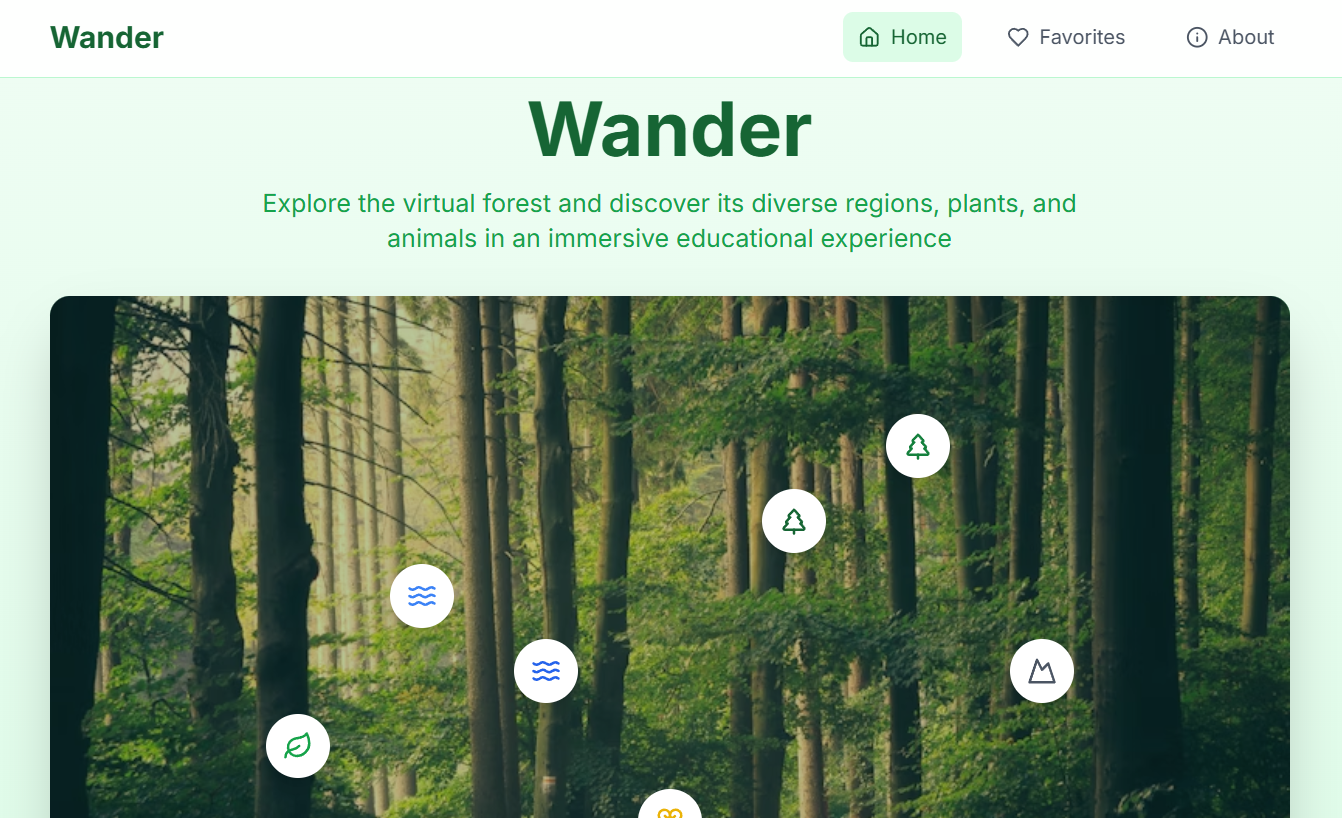 Wander
Home
Favorites
About
Wander
Explore the virtual forest and discover its diverse regions, plants, and
animals in an immersive educational experience